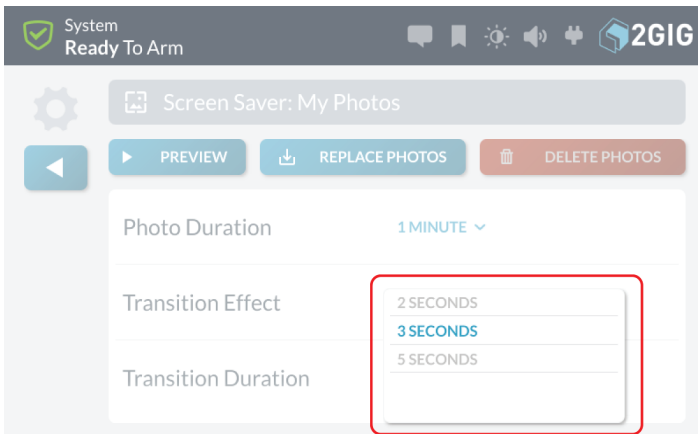 System
Ready To Arm
2GIG
Screen Saver: My Photos
PREVIEW
REPLACE PHOTOS
DELETE PHOTOS
Photo Duration
1 MINUTE
Transition Effect
2 SECONDS
3 SECONDS
5 SECONDS
Transition Duration